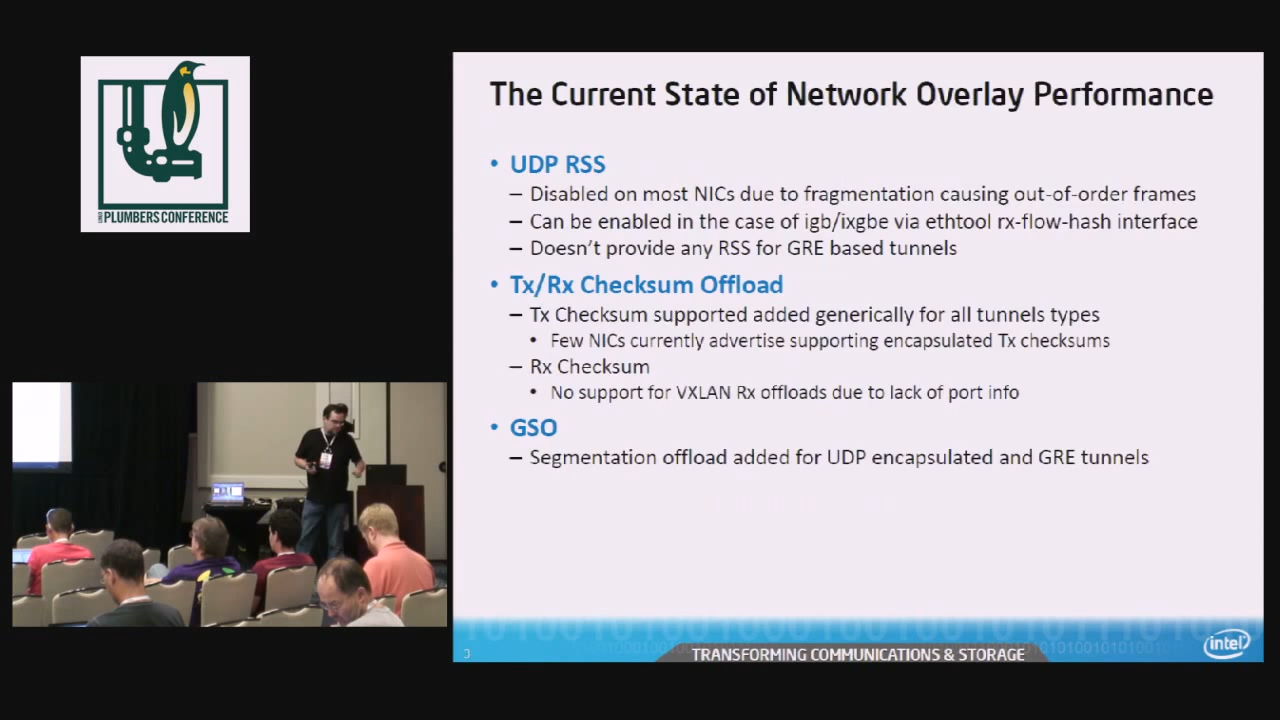 LINUX PLUMBERS CONFERENCE
The Current State of Network Overlay Performance
• UDP RSS
– Disabled on most NICs due to fragmentation causing out-of-order frames
– Can be enabled in the case of igb/ixgbe via ethtool rx-flow-hash interface
– Doesn't provide any RSS for GRE based tunnels
• Tx/Rx Checksum Offload
– Tx Checksum supported added generically for all tunnels types
• Few NICs currently advertise supporting encapsulated Tx checksums
– Rx Checksum
• No support for VXLAN Rx offloads due to lack of port info
• GSO
– Segmentation offload added for UDP encapsulated and GRE tunnels
3
TRANSFORMING COMMUNICATIONS & STORAGE
intel